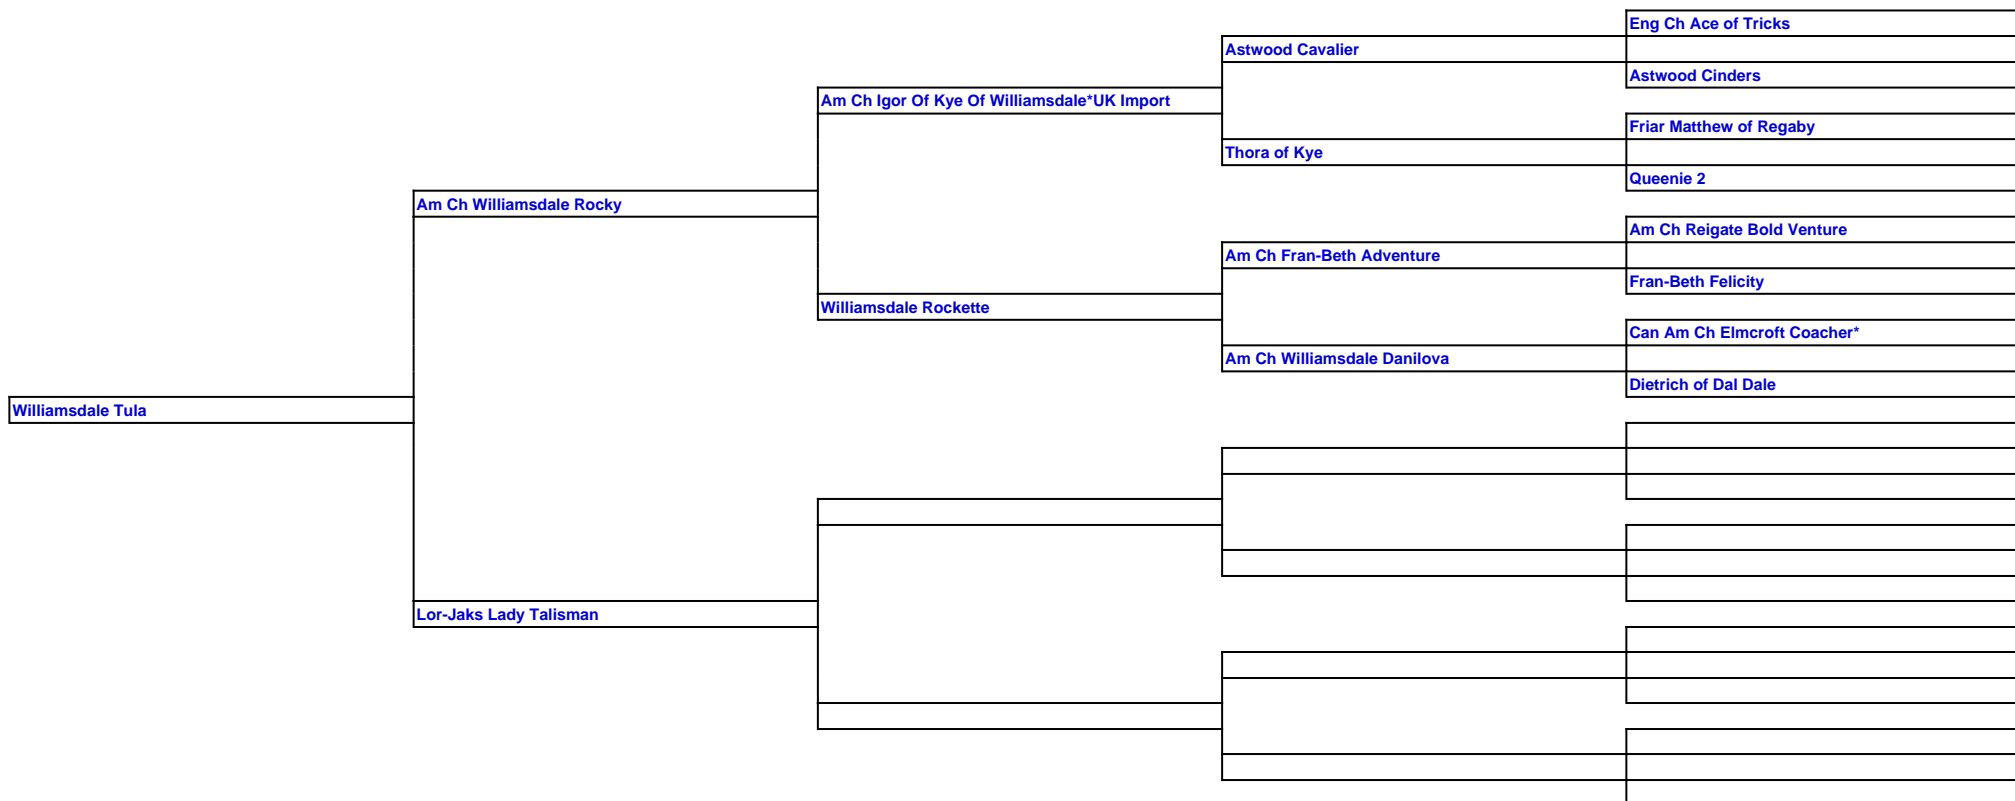 Eng Ch Ace of Tricks
Astwood Cavalier
Astwood Cinders
Am Ch Igor Of Kye Of Williamsdale*UK Import
Friar Matthew of Regaby
Thora of Kye
Queenie 2
Am Ch Williamsdale Rocky
Am Ch Reigate Bold Venture
Am Ch Fran-Beth Adventure
Fran-Beth Felicity
Williamsdale Rockette
Can Am Ch Elmcroft Coacher*
Am Ch Williamsdale Danilova
Dietrich of Dal Dale
Williamsdale Tula
Lor-Jaks Lady Talisman